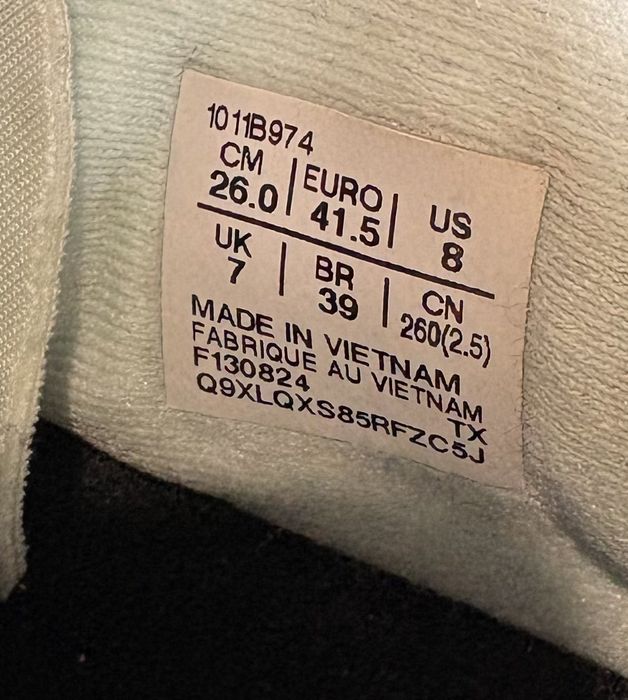 1011B974
CM | EURO | US
26.0 | 41.5 | 8
UK | BR | CN
7 | 39 | 260(2.5)
MADE IN VIETNAM
FABRIQUE AU VIETNAM
F130824 TX
Q9XLQXS85RFZC5J